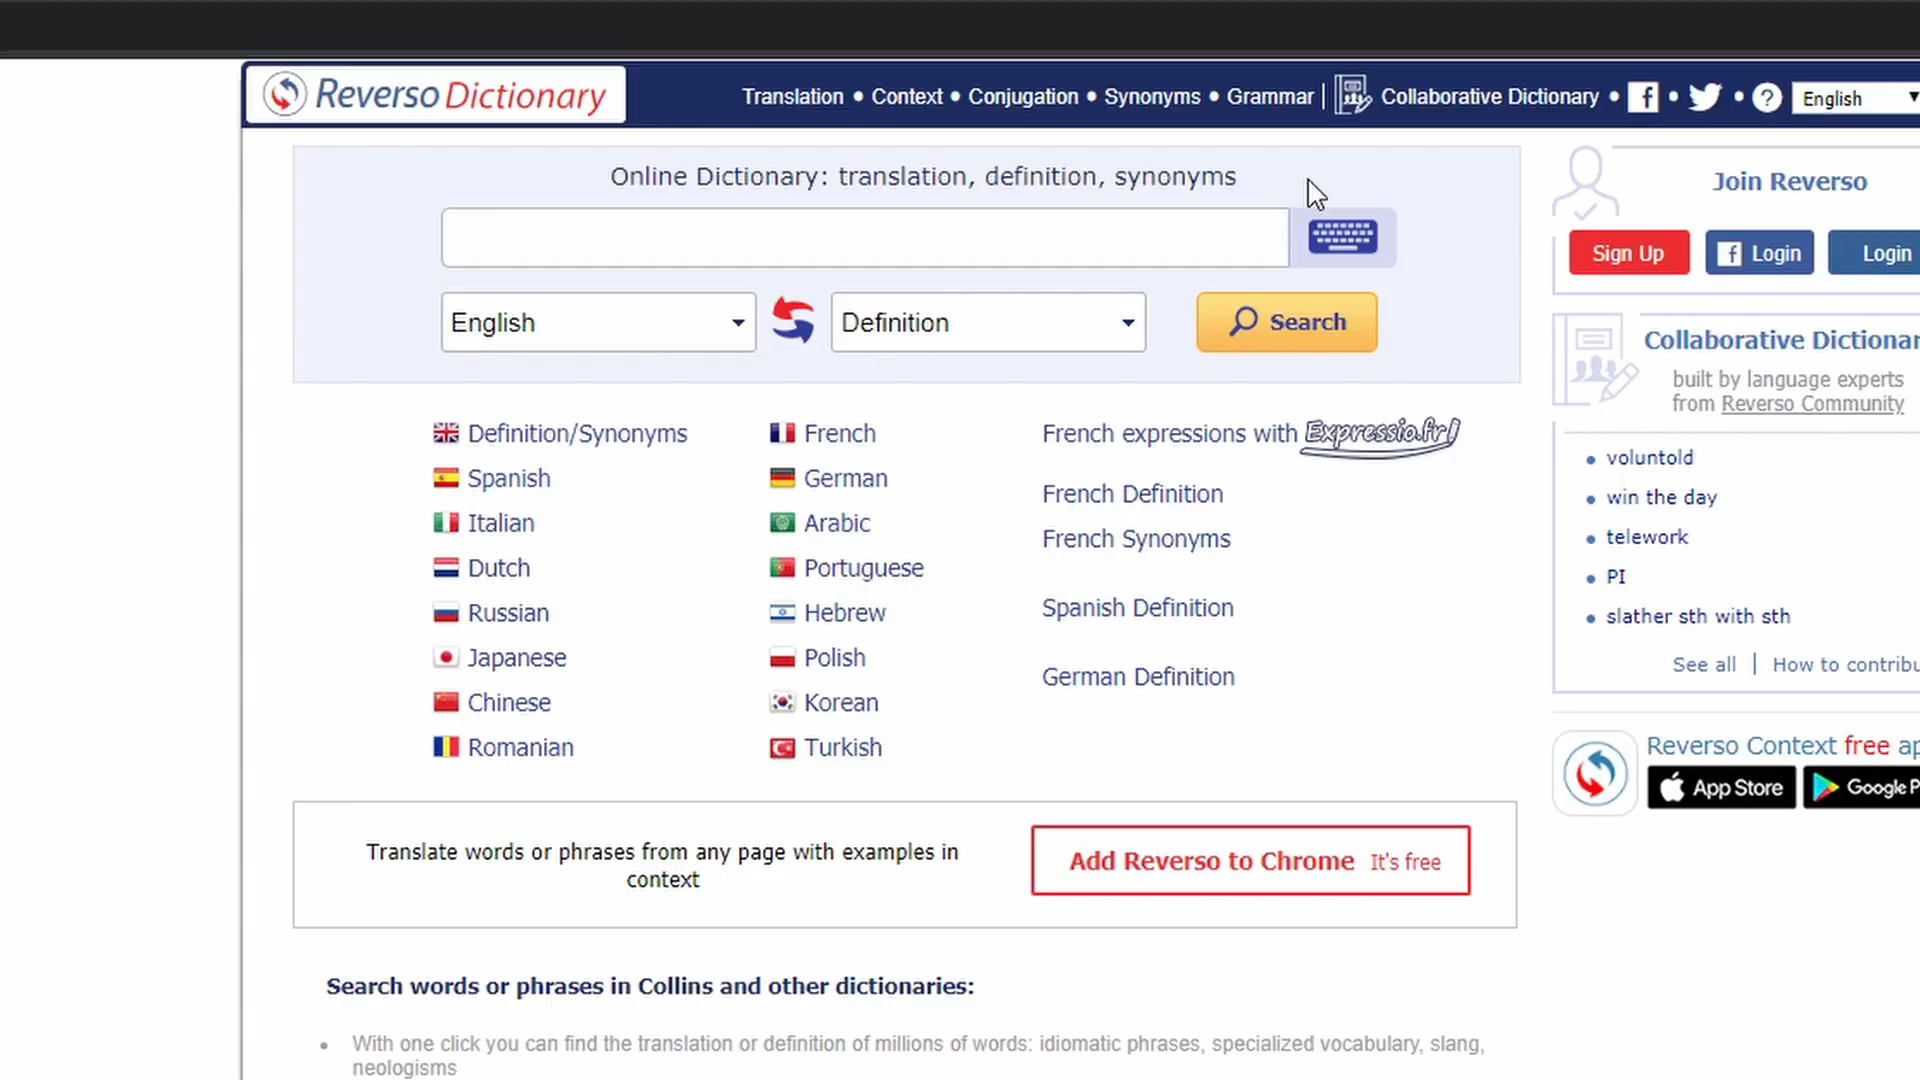 Reverso Dictionary
Translation • Context • Conjugation • Synonyms • Grammar | Collaborative Dictionary • f • • ? English
Online Dictionary: translation, definition, synonyms
English
Definition
Search
Definition/Synonyms
Spanish
Italian
Dutch
Russian
Japanese
Chinese
Romanian
French
German
Arabic
Portuguese
Hebrew
Polish
Korean
Turkish
French expressions with Expressio.fr!
French Definition
French Synonyms
Spanish Definition
German Definition
Translate words or phrases from any page with examples in
context
Add Reverso to Chrome It's free
Search words or phrases in Collins and other dictionaries:
• With one click you can find the translation or definition of millions of words: idiomatic phrases, specialized vocabulary, slang,
neologisms
Join Reverso
Sign Up
f Login
Login
Collaborative Dictionar
built by language experts
from Reverso Community
• voluntold
• win the day
• telework
• PI
• slather sth with sth
See all | How to contribu
Reverso Context free ap
App Store
Google P